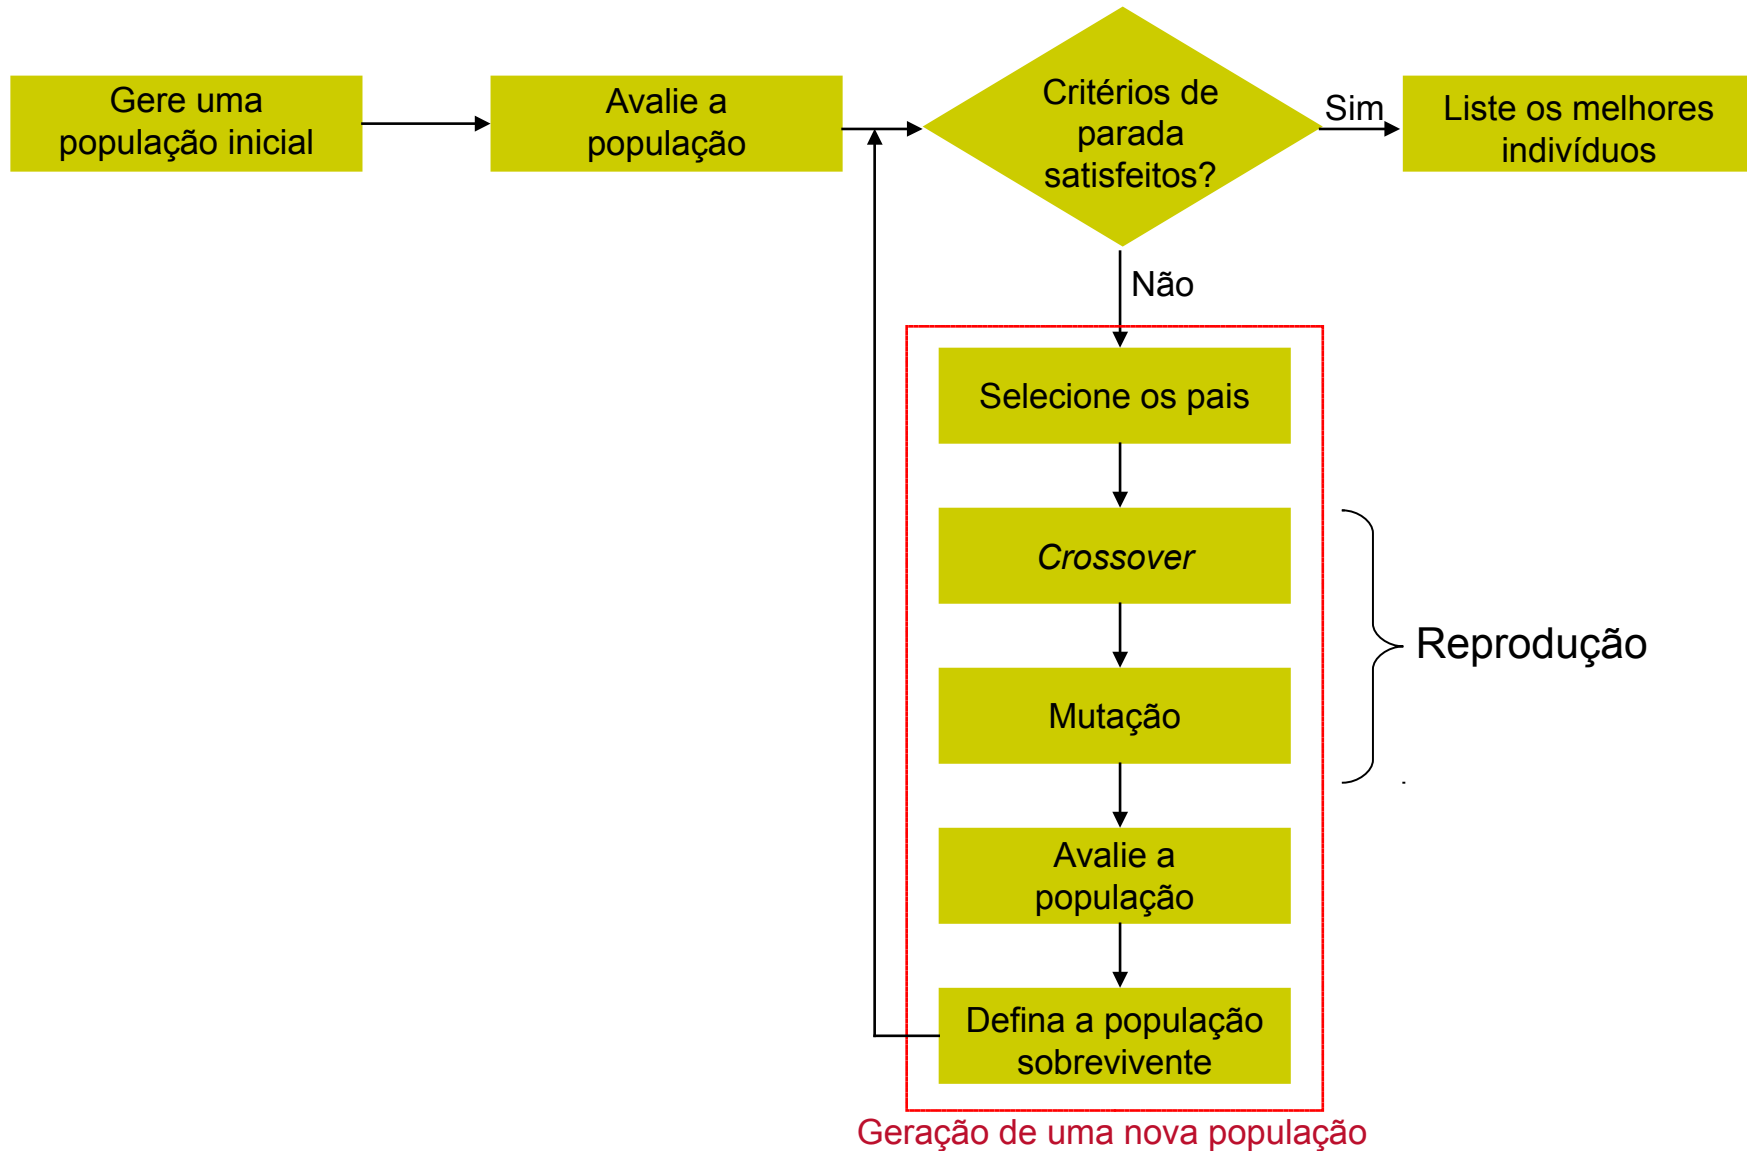 Gere uma
população inicial
Avalie a
população
Critérios de
parada
satisfeitos?
Sim
Liste os melhores
indivíduos
Não
Selecione os pais
Crossover
Reprodução
Mutação
Avalie a
população
Defina a população
sobrevivente
Geração de uma nova população